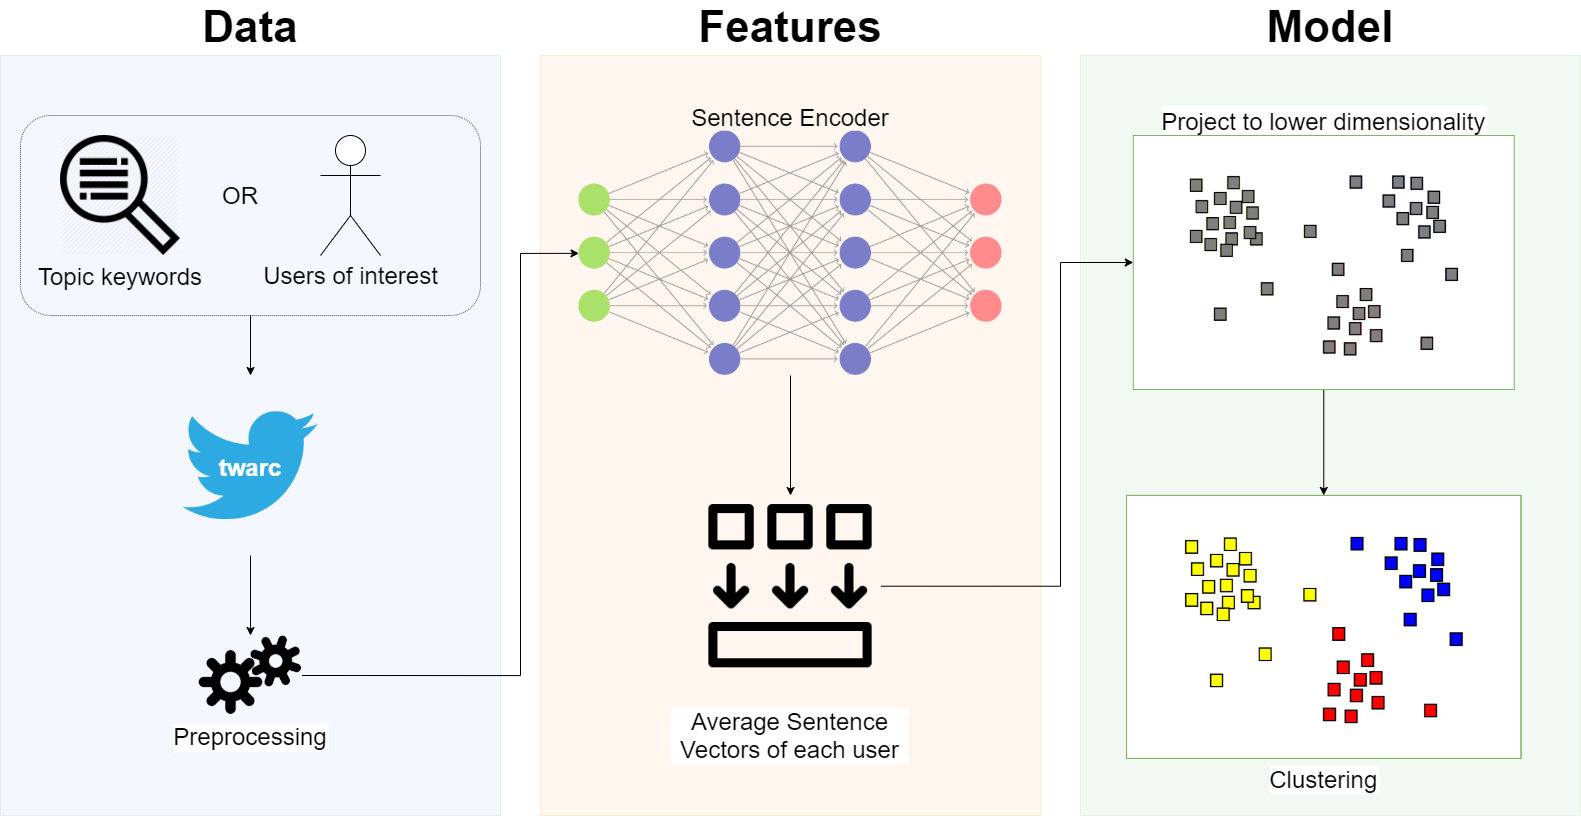 Data
Features
Model
OR
Topic keywords
Users of interest
twarc
Preprocessing
Sentence Encoder
Average Sentence
Vectors of each user
Project to lower dimensionality
Clustering